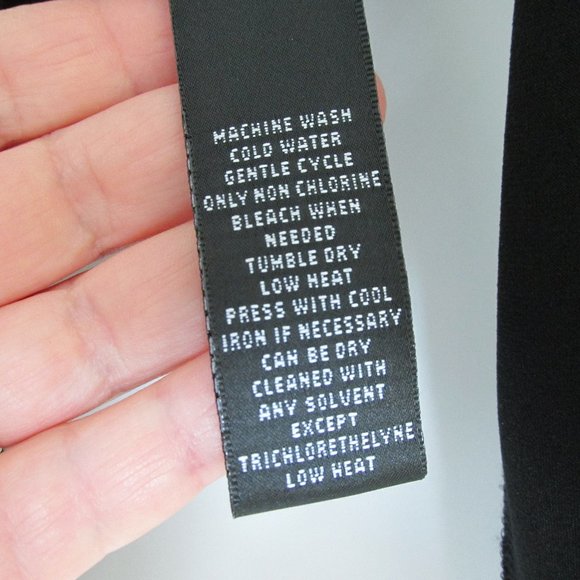 MACHINE WASH
COLD WATER
GENTLE CYCLE
ONLY NON CHLORINE
BLEACH WHEN
NEEDED
TUMBLE DRY
LOW HEAT
PRESS WITH COOL
IRON IF NECESSARY
CAN BE DRY
CLEANED WITH
ANY SOLVENT
EXCEPT
TRICHLORETHELYNE
LOW HEAT